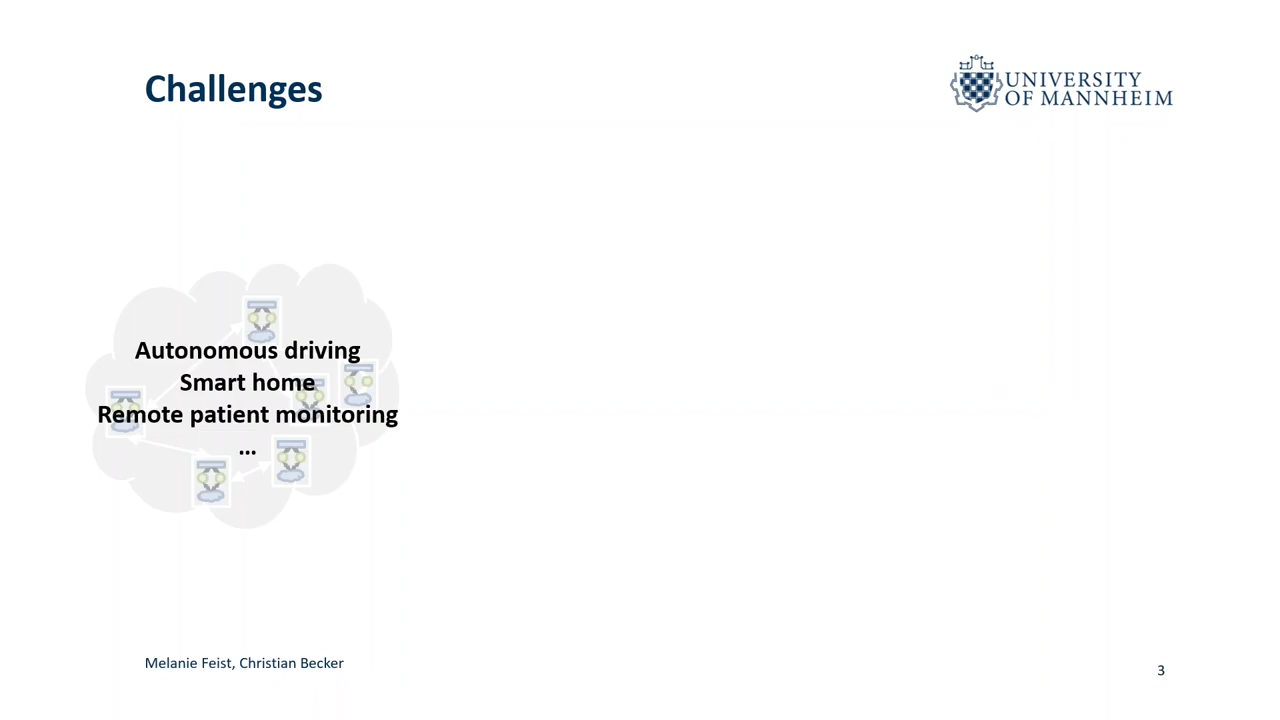 Challenges
UNIVERSITY
OF MANNHEIM
Autonomous driving
Smart home
Remote patient monitoring
...
Melanie Feist, Christian Becker
3